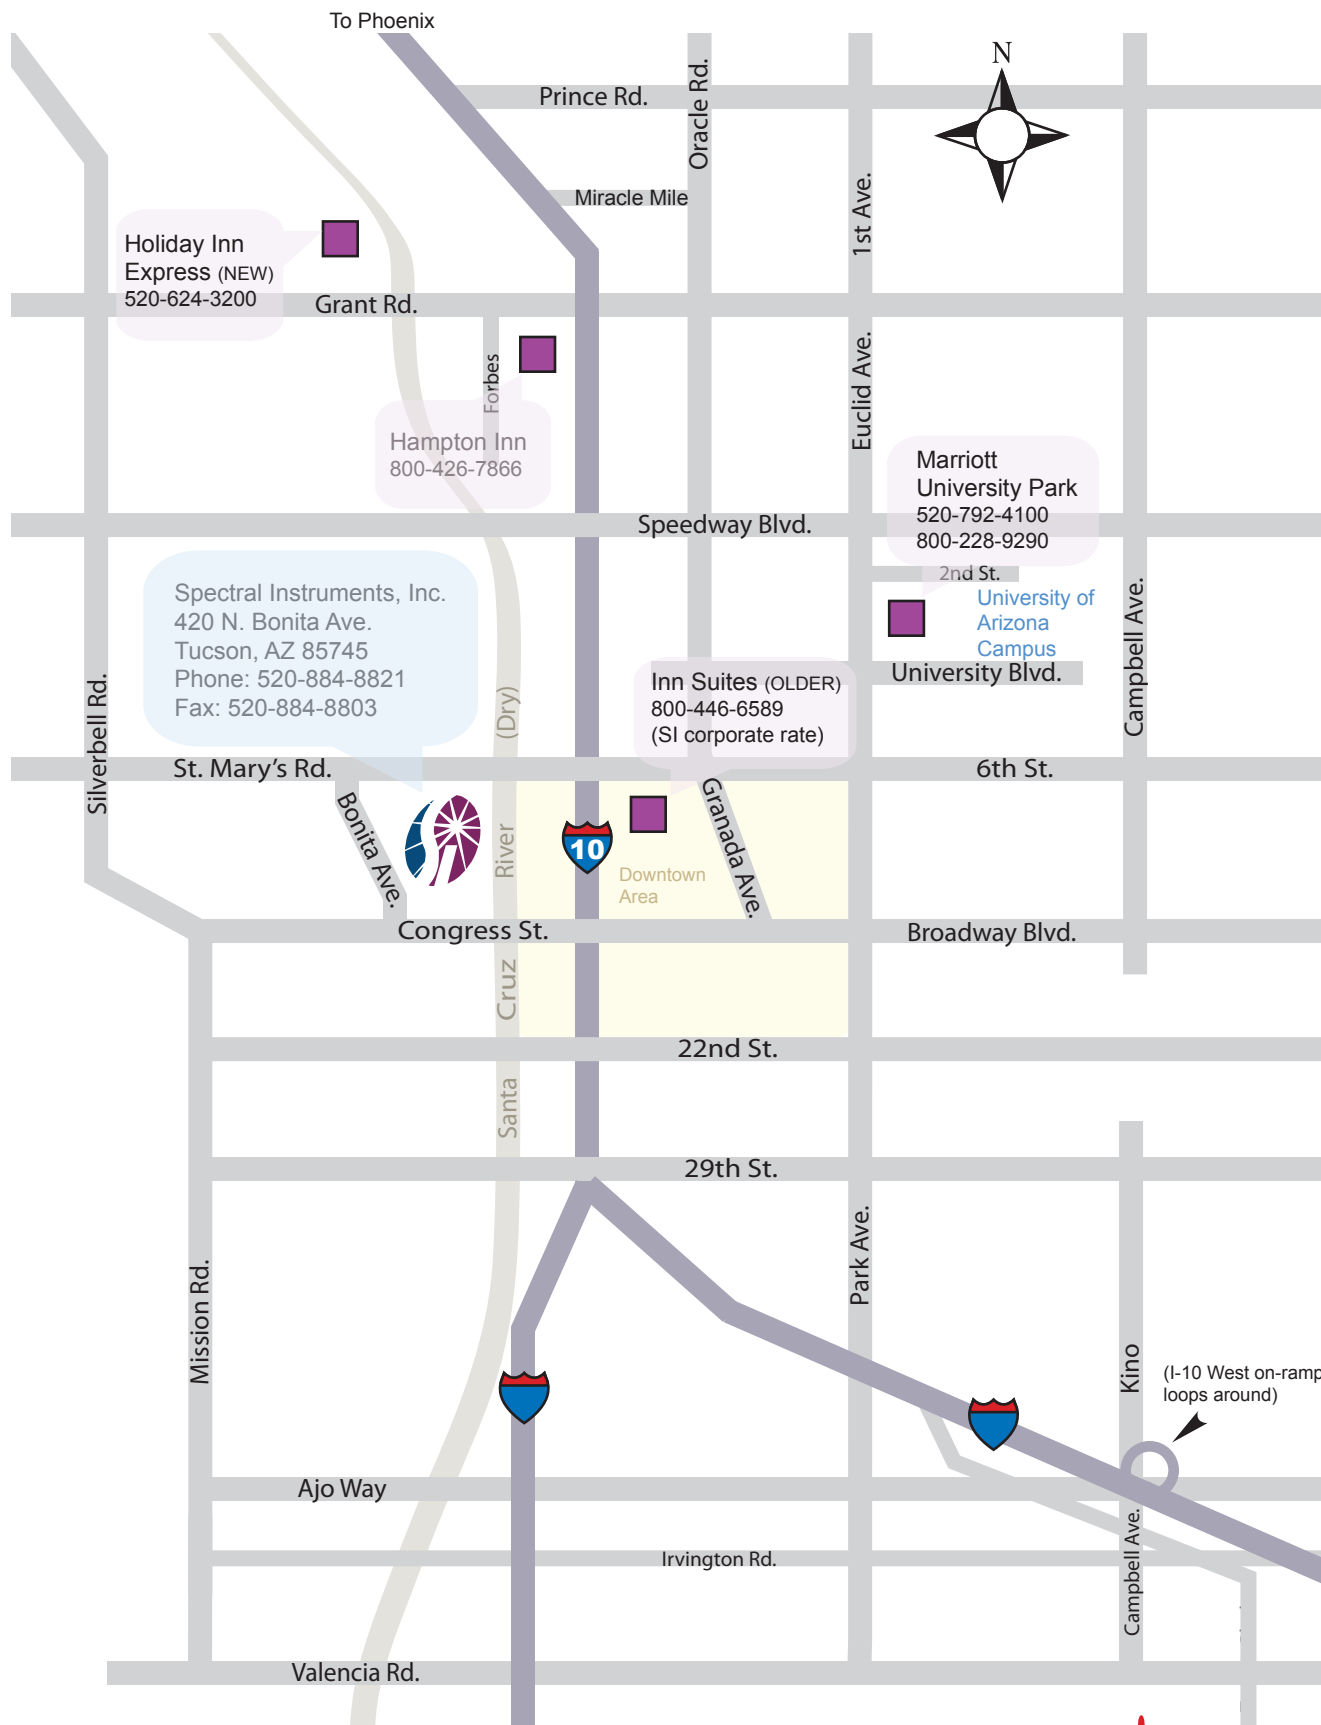 To Phoenix
N
Prince Rd.
Oracle Rd.
Miracle Mile
1st Ave.
Holiday Inn
Express (NEW)
520-624-3200
Grant Rd.
Forbes
Euclid Ave.
Hampton Inn
800-426-7866
Marriott
University Park
520-792-4100
800-228-9290
Speedway Blvd.
2nd St.
University of
Arizona
Campus
University Blvd.
Campbell Ave.
Spectral Instruments, Inc.
420 N. Bonita Ave.
Tucson, AZ 85745
Phone: 520-884-8821
Fax: 520-884-8803
Inn Suites (OLDER)
800-446-6589
(SI corporate rate)
Silverbell Rd.
St. Mary's Rd.
6th St.
Bonita Ave.
Granada Ave.
10
Downtown
Area
Congress St.
Broadway Blvd.
Santa Cruz River (Dry)
22nd St.
29th St.
Mission Rd.
Park Ave.
Kino
(I-10 West on-ramp
loops around)
Ajo Way
Campbell Ave.
Irvington Rd.
Valencia Rd.